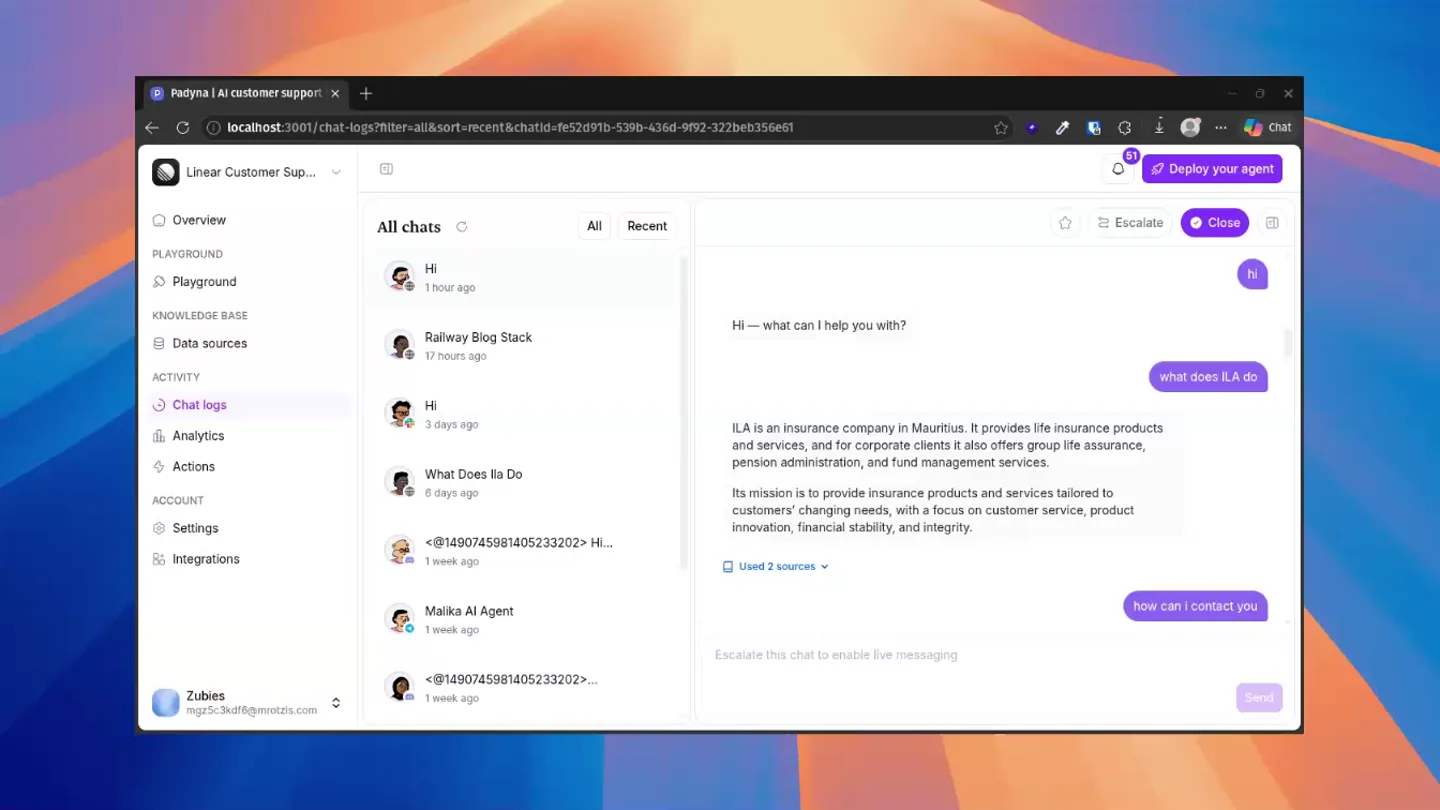 Padyna | AI customer support
localhost:3001/chat-logs?filter=all&sort=recent&chatId=fe52d91b-539b-436d-9f92-322beb356e61
Chat
Linear Customer Sup...
51
Deploy your agent
Overview
PLAYGROUND
Playground
KNOWLEDGE BASE
Data sources
ACTIVITY
Chat logs
Analytics
Actions
ACCOUNT
Settings
Integrations
Zubies
mgz5c3kdf6@mrotzis.com
All chats
All
Recent
Hi
1 hour ago
Railway Blog Stack
17 hours ago
Hi
3 days ago
What Does Ila Do
6 days ago
<@1490745981405233202> Hi...
1 week ago
Malika AI Agent
1 week ago
<@1490745981405233202>...
1 week ago
Escalate
Close
hi
Hi — what can I help you with?
what does ILA do
ILA is an insurance company in Mauritius. It provides life insurance products
and services, and for corporate clients it also offers group life assurance,
pension administration, and fund management services.
Its mission is to provide insurance products and services tailored to
customers' changing needs, with a focus on customer service, product
innovation, financial stability, and integrity.
Used 2 sources
how can i contact you
Escalate this chat to enable live messaging
Send